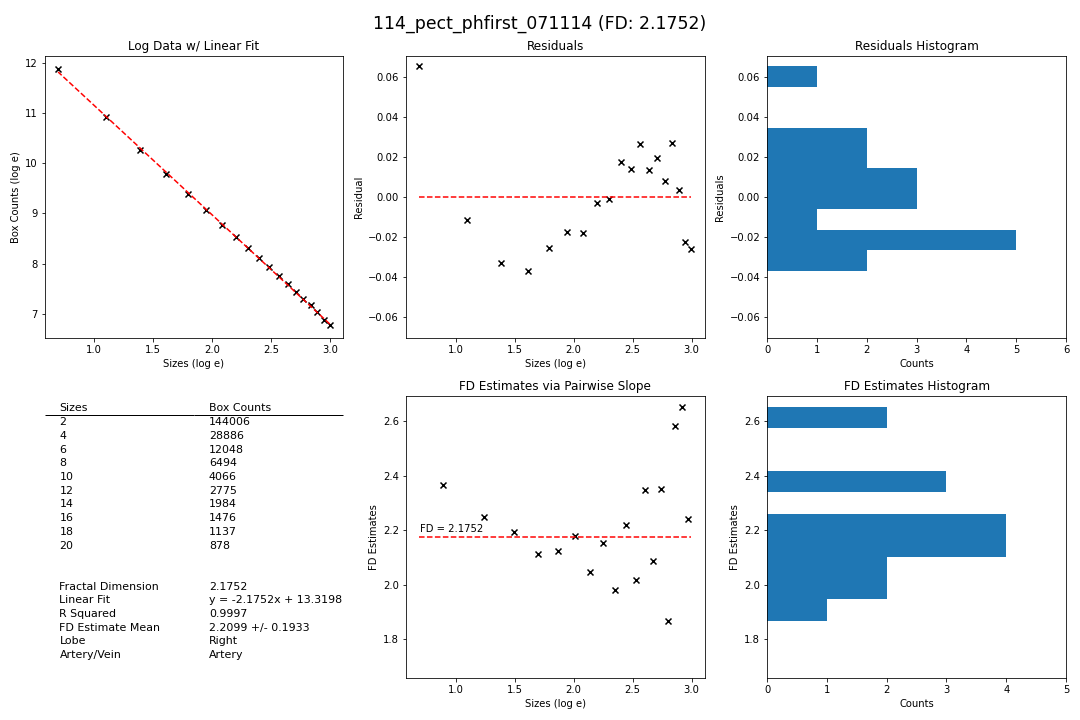 114_pect_phfirst_071114 (FD: 2.1752)
Log Data w/ Linear Fit
Residuals
Residuals Histogram
12
11
10
9
8
7
Box Counts (log e)
1.0 1.5 2.0 2.5 3.0
Sizes (log e)
0.06
0.04
0.02
0.00
−0.02
−0.04
−0.06
Residual
1.0 1.5 2.0 2.5 3.0
Sizes (log e)
0.06
0.04
0.02
0.00
−0.02
−0.04
−0.06
Residuals
0 1 2 3 4 5 6
Counts
Sizes Box Counts
2 144006
4 28886
6 12048
8 6494
10 4066
12 2775
14 1984
16 1476
18 1137
20 878
Fractal Dimension 2.1752
Linear Fit y = -2.1752x + 13.3198
R Squared 0.9997
FD Estimate Mean 2.2099 +/- 0.1933
Lobe Right
Artery/Vein Artery
FD Estimates via Pairwise Slope
2.6
2.4
2.2
2.0
1.8
FD Estimates
FD = 2.1752
1.0 1.5 2.0 2.5 3.0
Sizes (log e)
FD Estimates Histogram
2.6
2.4
2.2
2.0
1.8
FD Estimates
0 1 2 3 4 5
Counts